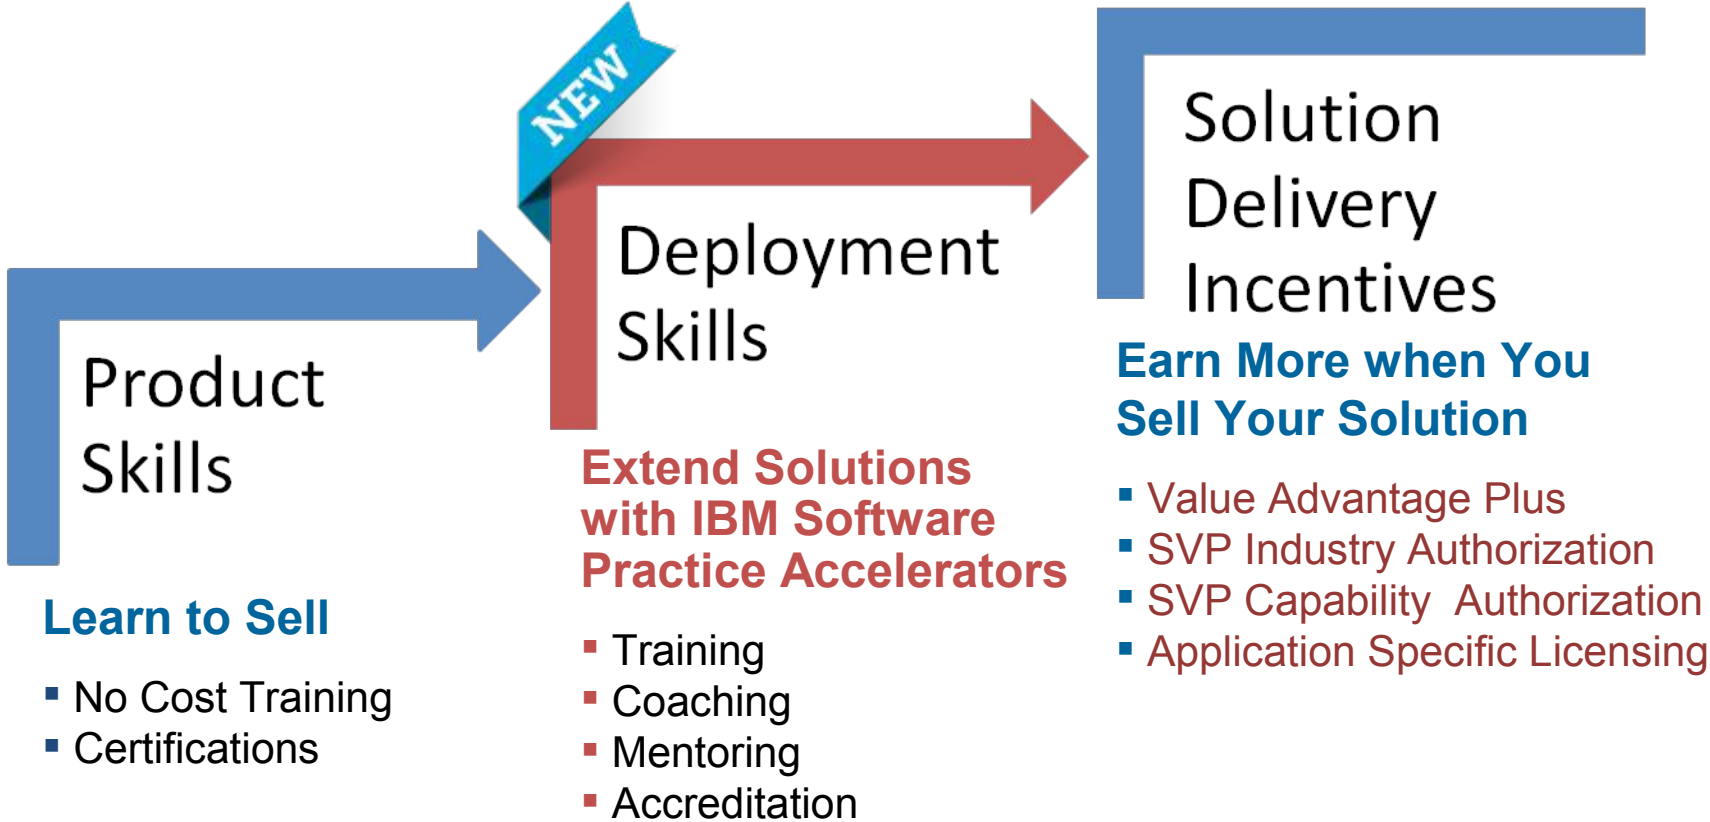 Product
Skills
Learn to Sell
▪ No Cost Training
▪ Certifications
NEW
Deployment
Skills
Extend Solutions
with IBM Software
Practice Accelerators
▪ Training
▪ Coaching
▪ Mentoring
▪ Accreditation
Solution
Delivery
Incentives
Earn More when You
Sell Your Solution
▪ Value Advantage Plus
▪ SVP Industry Authorization
▪ SVP Capability  Authorization
▪ Application Specific Licensing